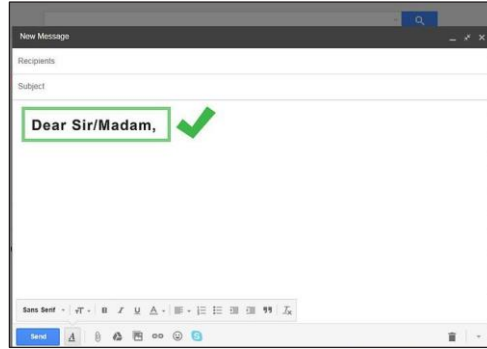 New Message
Recipients
Subject
Dear Sir/Madam,
Sans Serif
Send